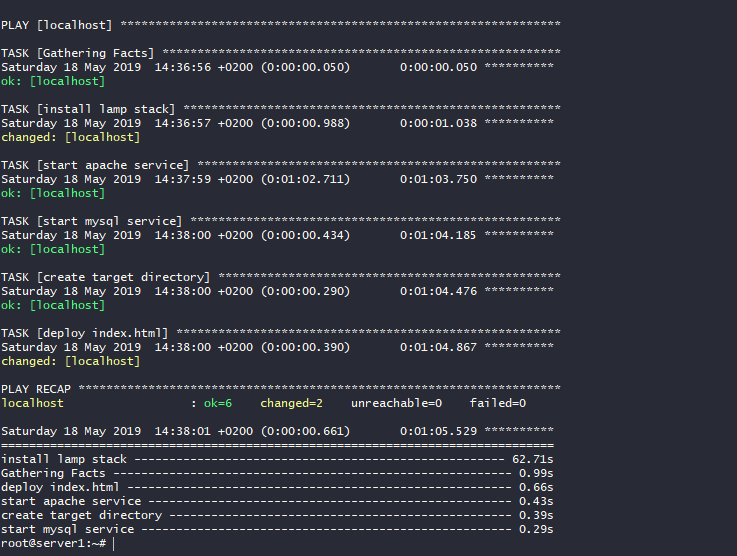 PLAY [localhost] ***************************************************************
TASK [Gathering Facts] *********************************************************
Saturday 18 May 2019  14:36:56 +0200 (0:00:00.050)       0:00:00.050 **********
ok: [localhost]
TASK [install lamp stack] ******************************************************
Saturday 18 May 2019  14:36:57 +0200 (0:00:00.988)       0:00:01.038 **********
changed: [localhost]
TASK [start apache service] ****************************************************
Saturday 18 May 2019  14:37:59 +0200 (0:01:02.711)       0:01:03.750 **********
ok: [localhost]
TASK [start mysql service] *****************************************************
Saturday 18 May 2019  14:38:00 +0200 (0:00:00.434)       0:01:04.185 **********
ok: [localhost]
TASK [create target directory] *************************************************
Saturday 18 May 2019  14:38:00 +0200 (0:00:00.290)       0:01:04.476 **********
ok: [localhost]
TASK [deploy index.html] *******************************************************
Saturday 18 May 2019  14:38:00 +0200 (0:00:00.390)       0:01:04.867 **********
changed: [localhost]
PLAY RECAP *********************************************************************
localhost                  : ok=6    changed=2    unreachable=0    failed=0
Saturday 18 May 2019  14:38:01 +0200 (0:00:00.661)       0:01:05.529 **********
===============================================================================
install lamp stack ----------------------------------------------------- 62.71s
Gathering Facts --------------------------------------------------------- 0.99s
deploy index.html ------------------------------------------------------- 0.66s
start apache service ---------------------------------------------------- 0.43s
create target directory ------------------------------------------------- 0.39s
start mysql service ----------------------------------------------------- 0.29s
root@server1:~#